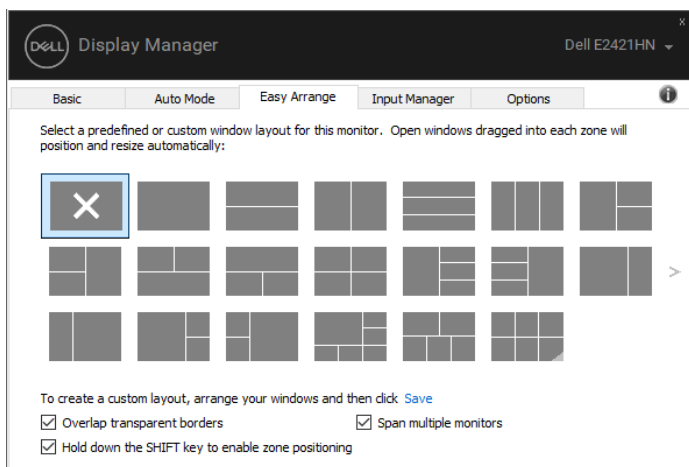 x
DELL Display Manager Dell E2421HN
Basic Auto Mode Easy Arrange Input Manager Options i
Select a predefined or custom window layout for this monitor. Open windows dragged into each zone will
position and resize automatically:
To create a custom layout, arrange your windows and then click Save
Overlap transparent borders Span multiple monitors
Hold down the SHIFT key to enable zone positioning